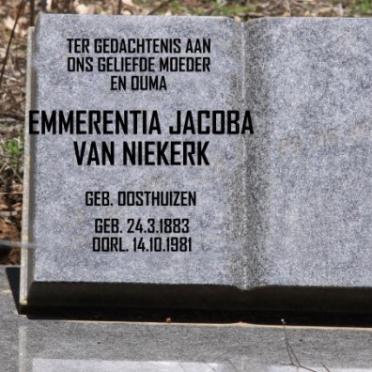 TER GEDACHTENIS AAN
ONS GELIEFDE MOEDER
EN OUMA
EMMERENTIA JACOBA
VAN NIEKERK
GEB. OOSTHUIZEN
GEB. 24.3.1883
OORL. 14.10.1981